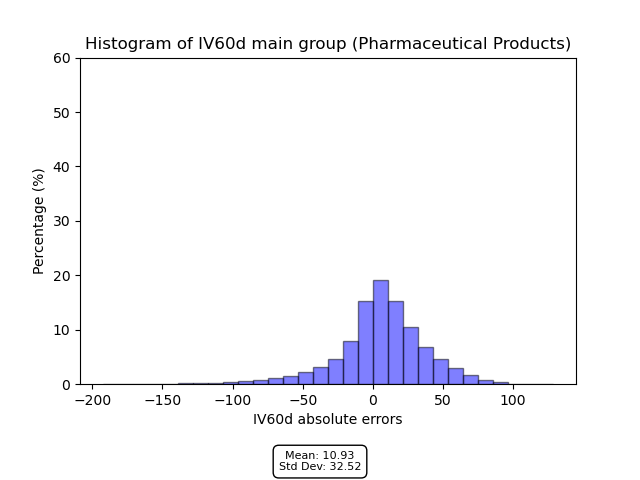 Histogram of IV60d main group (Pharmaceutical Products)
60
50
40
30
20
10
0
Percentage (%)
−200
−150
−100
−50
0
50
100
IV60d absolute errors
Mean: 10.93
Std Dev: 32.52